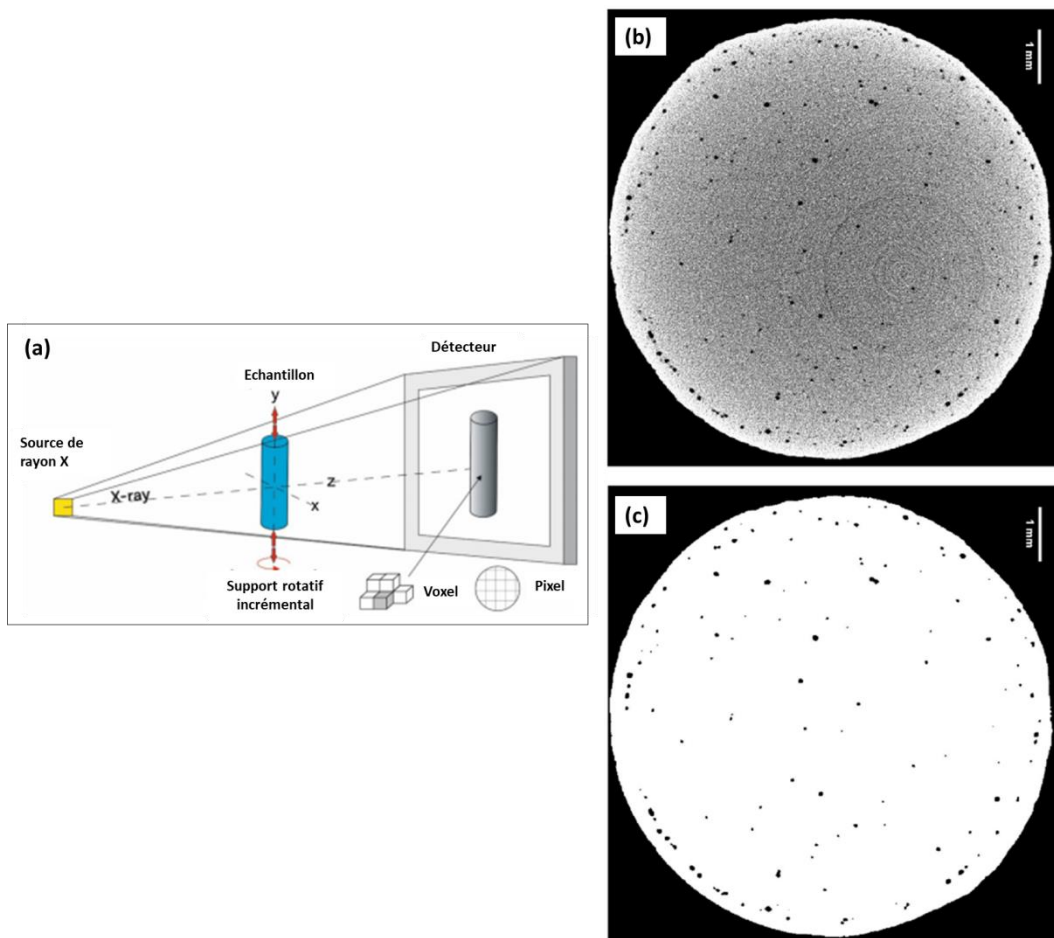 (a)
Détecteur
Echantillon
y
Source de
rayon X
X-ray
z
x
Support rotatif
incrémental
Voxel
Pixel
(b)
1 mm
(c)
1 mm